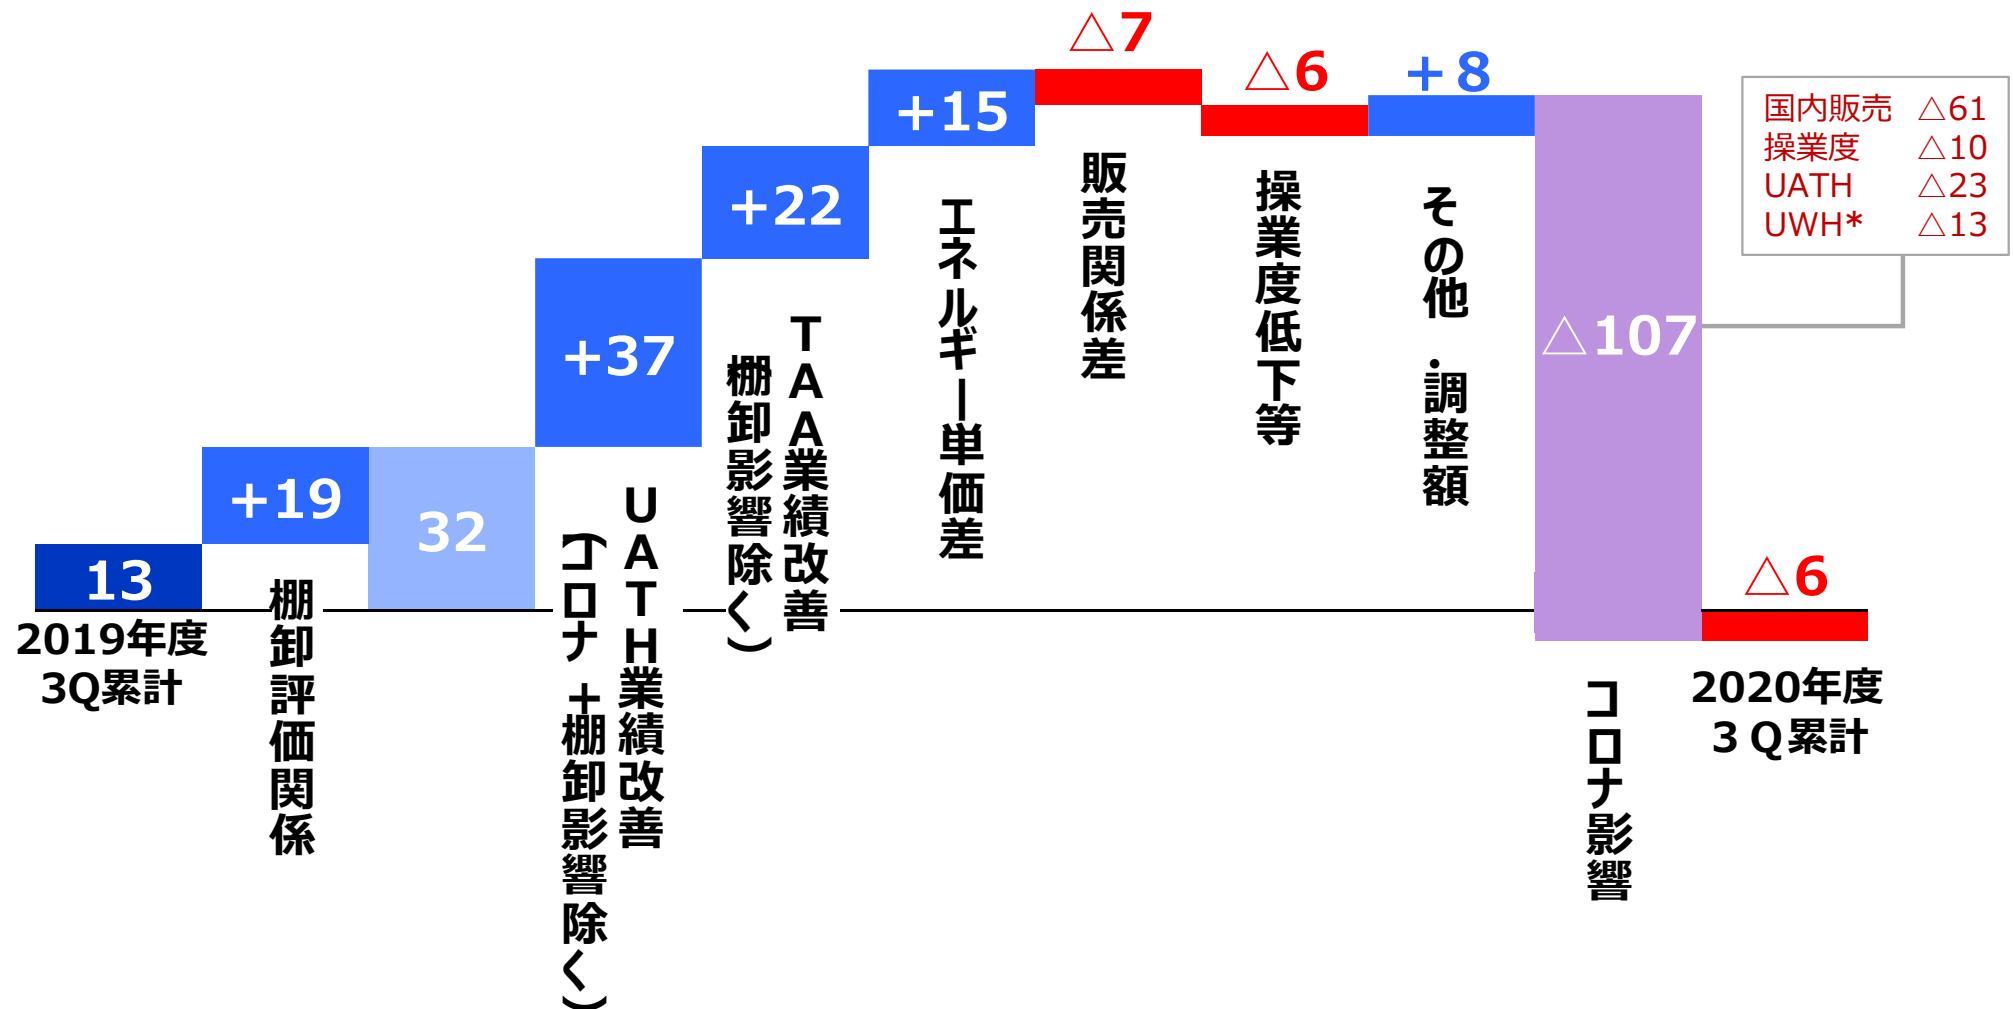 13
2019年度
3Q累計
+19
棚卸評価関係
32
+37
UATH業績改善
(コロナ+棚卸影響除く)
+22
TAA業績改善
(棚卸影響除く)
+15
エネルギー単価差
△7
販売関係差
△6
操業度低下等
+8
その他・調整額
△107
コロナ影響
国内販売 △61
操業度 △10
UATH △23
UWH* △13
△6
2020年度
3Q累計